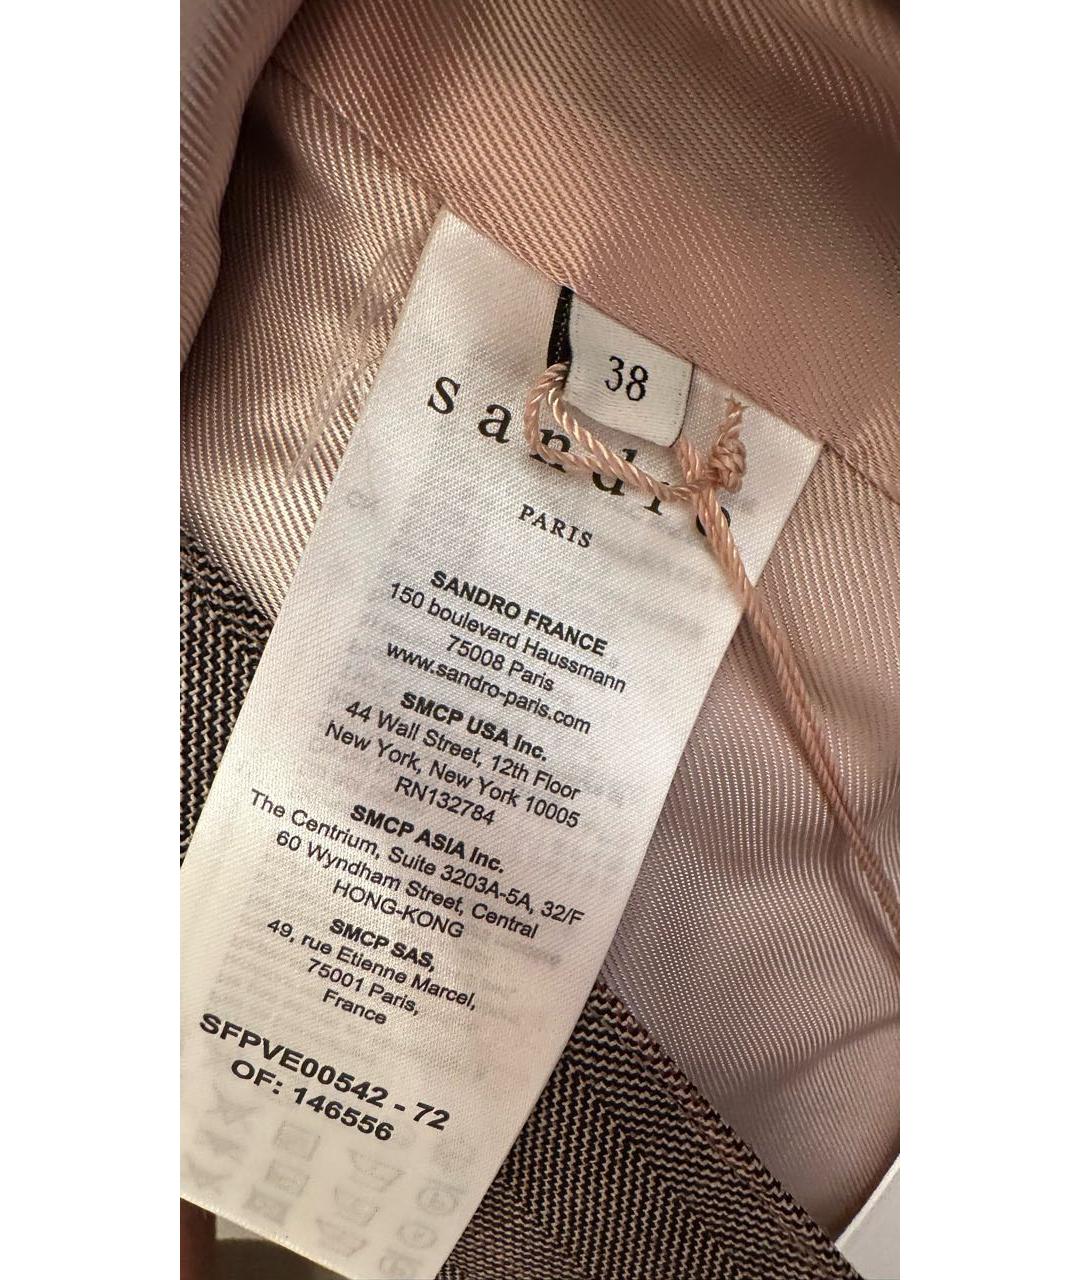 38
sandro
PARIS
SANDRO FRANCE
150 boulevard Haussmann
75008 Paris
www.sandro-paris.com
SMCP USA Inc.
44 Wall Street, 12th Floor
New York, New York 10005
RN132784
SMCP ASIA Inc.
The Centrium, Suite 3203A-5A, 32/F
60 Wyndham Street, Central
HONG-KONG
SMCP SAS,
49, rue Etienne Marcel,
75001 Paris,
France
SFPVE00542 - 72
OF: 146556